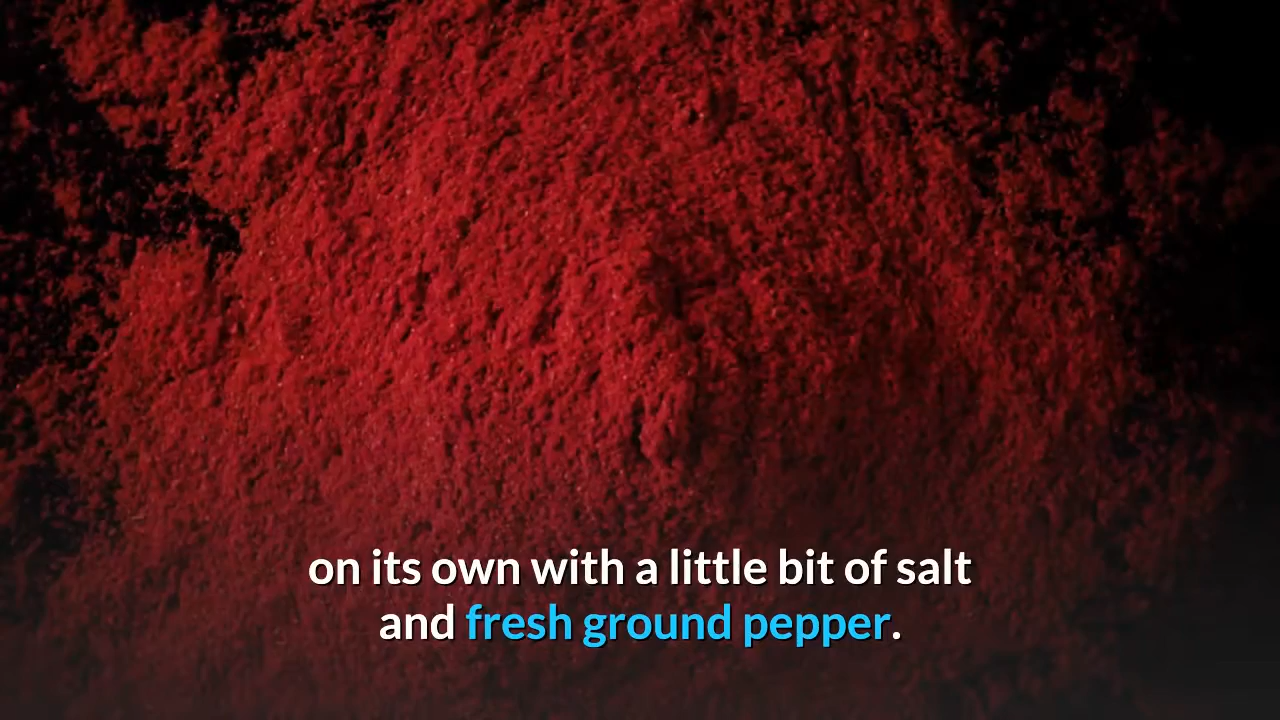 on its own with a little bit of salt
and fresh ground pepper.